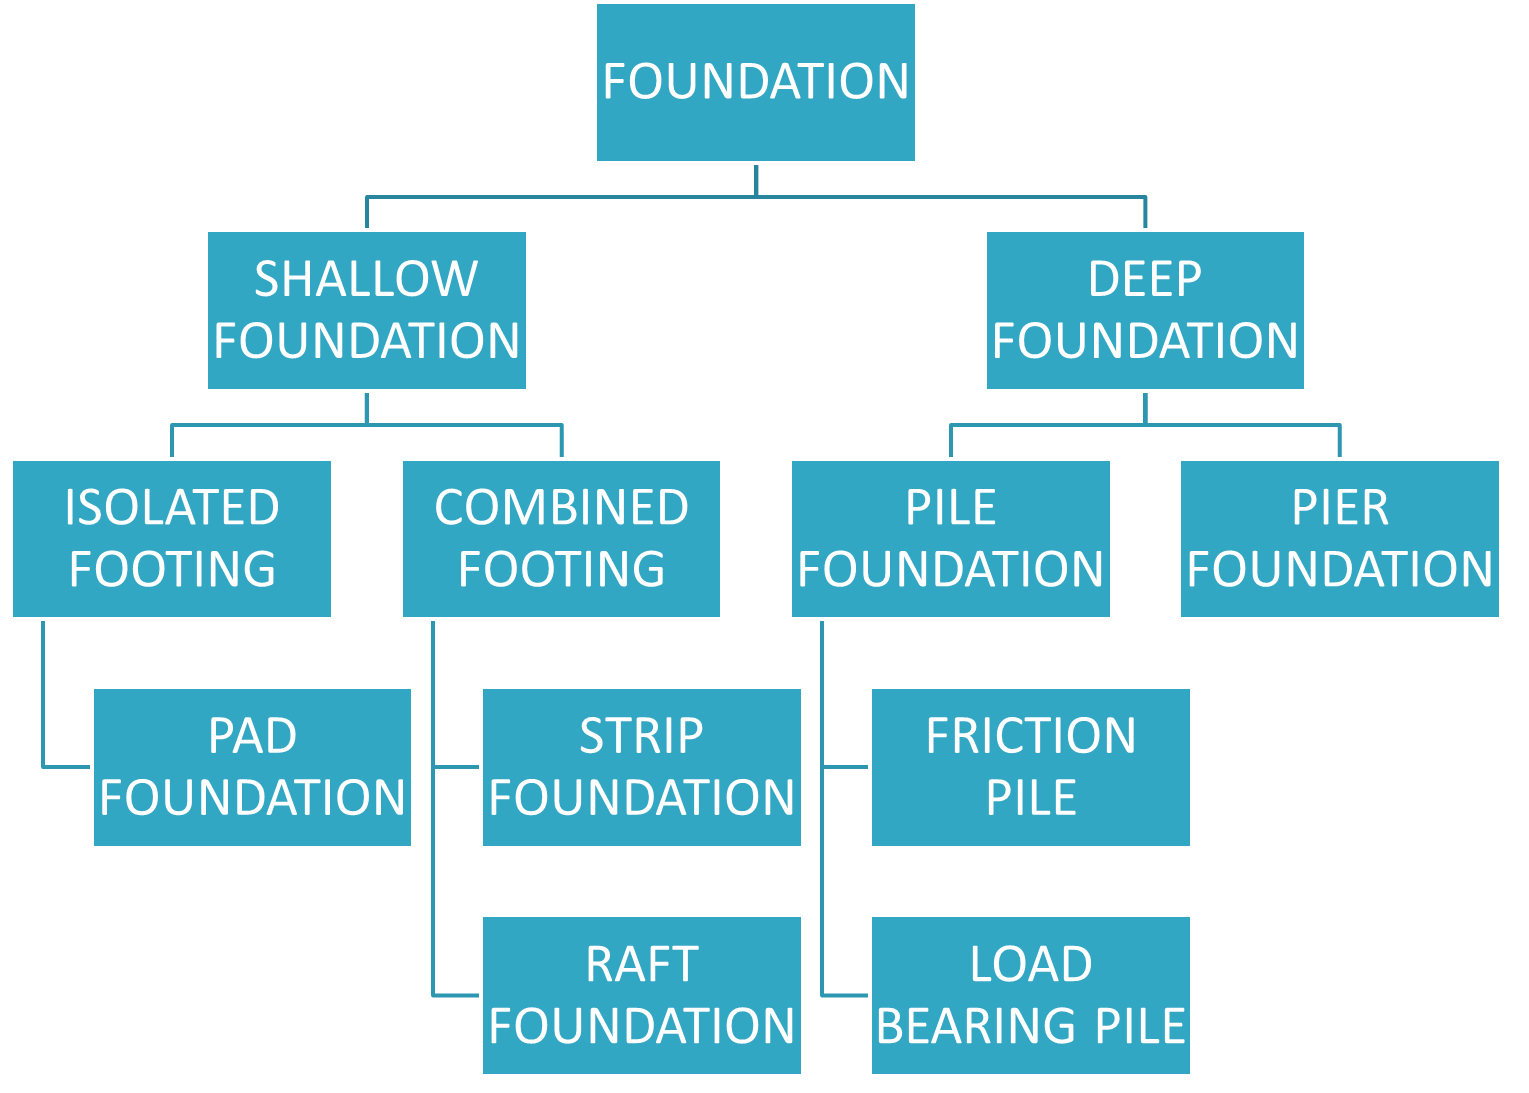 FOUNDATION
SHALLOW
FOUNDATION
DEEP
FOUNDATION
ISOLATED
FOOTING
COMBINED
FOOTING
PILE
FOUNDATION
PIER
FOUNDATION
PAD
FOUNDATION
STRIP
FOUNDATION
FRICTION
PILE
RAFT
FOUNDATION
LOAD
BEARING PILE